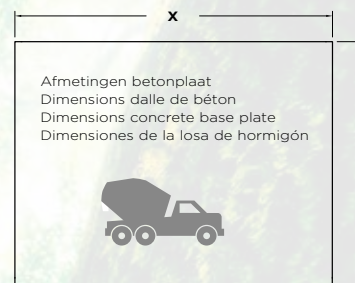 X
Afmetingen betonplaat
Dimensions dalle de béton
Dimensions concrete base plate
Dimensiones de la losa de hormigón